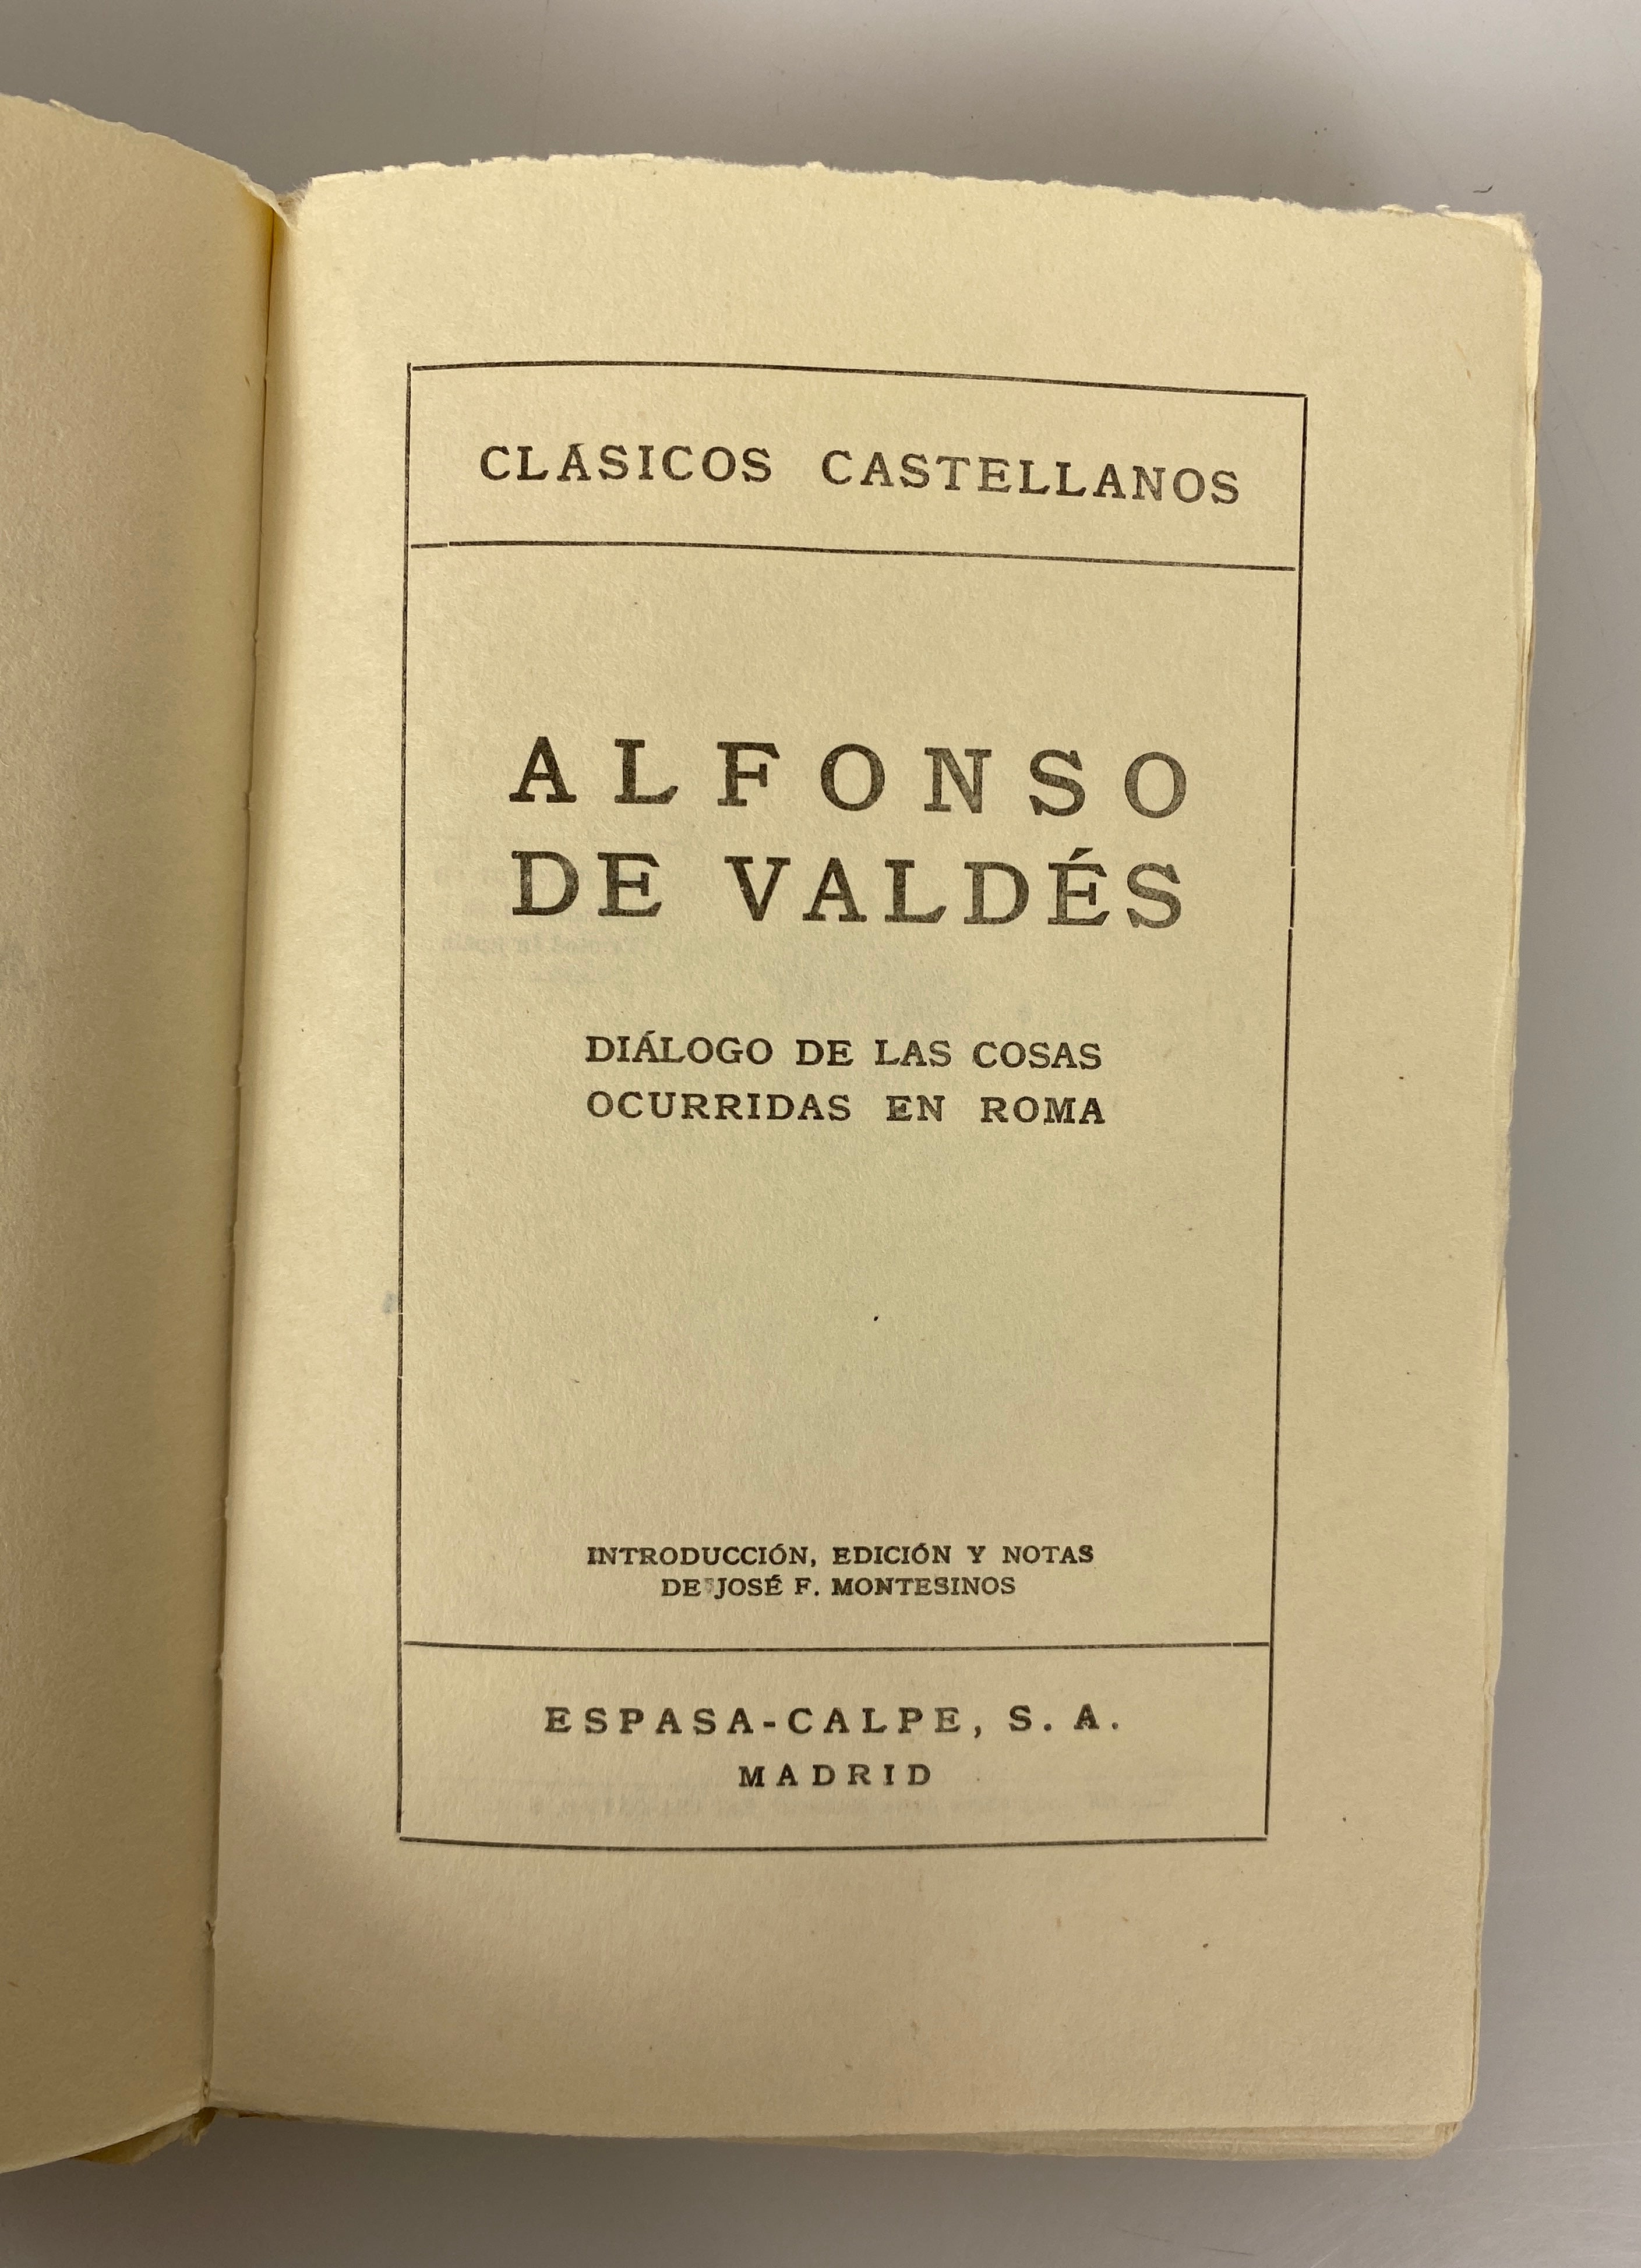 CLÁSICOS CASTELLANOS
ALFONSO
DE VALDÉS
DIÁLOGO DE LAS COSAS
OCURRIDAS EN ROMA
INTRODUCCIÓN, EDICIÓN Y NOTAS
DE JOSÉ F. MONTESINOS
ESPASA-CALPE, S. A.
MADRID